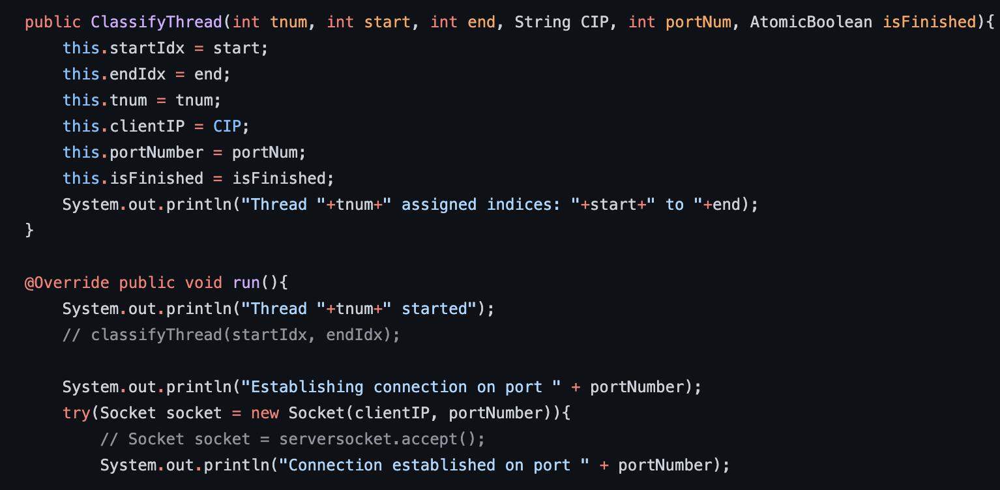 public ClassifyThread(int tnum, int start, int end, String CIP, int portNum, AtomicBoolean isFinished){
    this.startIdx = start;
    this.endIdx = end;
    this.tnum = tnum;
    this.clientIP = CIP;
    this.portNumber = portNum;
    this.isFinished = isFinished;
    System.out.println("Thread "+tnum+" assigned indices: "+start+" to "+end);
}

@Override public void run(){
    System.out.println("Thread "+tnum+" started");
    // classifyThread(startIdx, endIdx);

    System.out.println("Establishing connection on port " + portNumber);
    try(Socket socket = new Socket(clientIP, portNumber)){
        // Socket socket = serversocket.accept();
        System.out.println("Connection established on port " + portNumber);